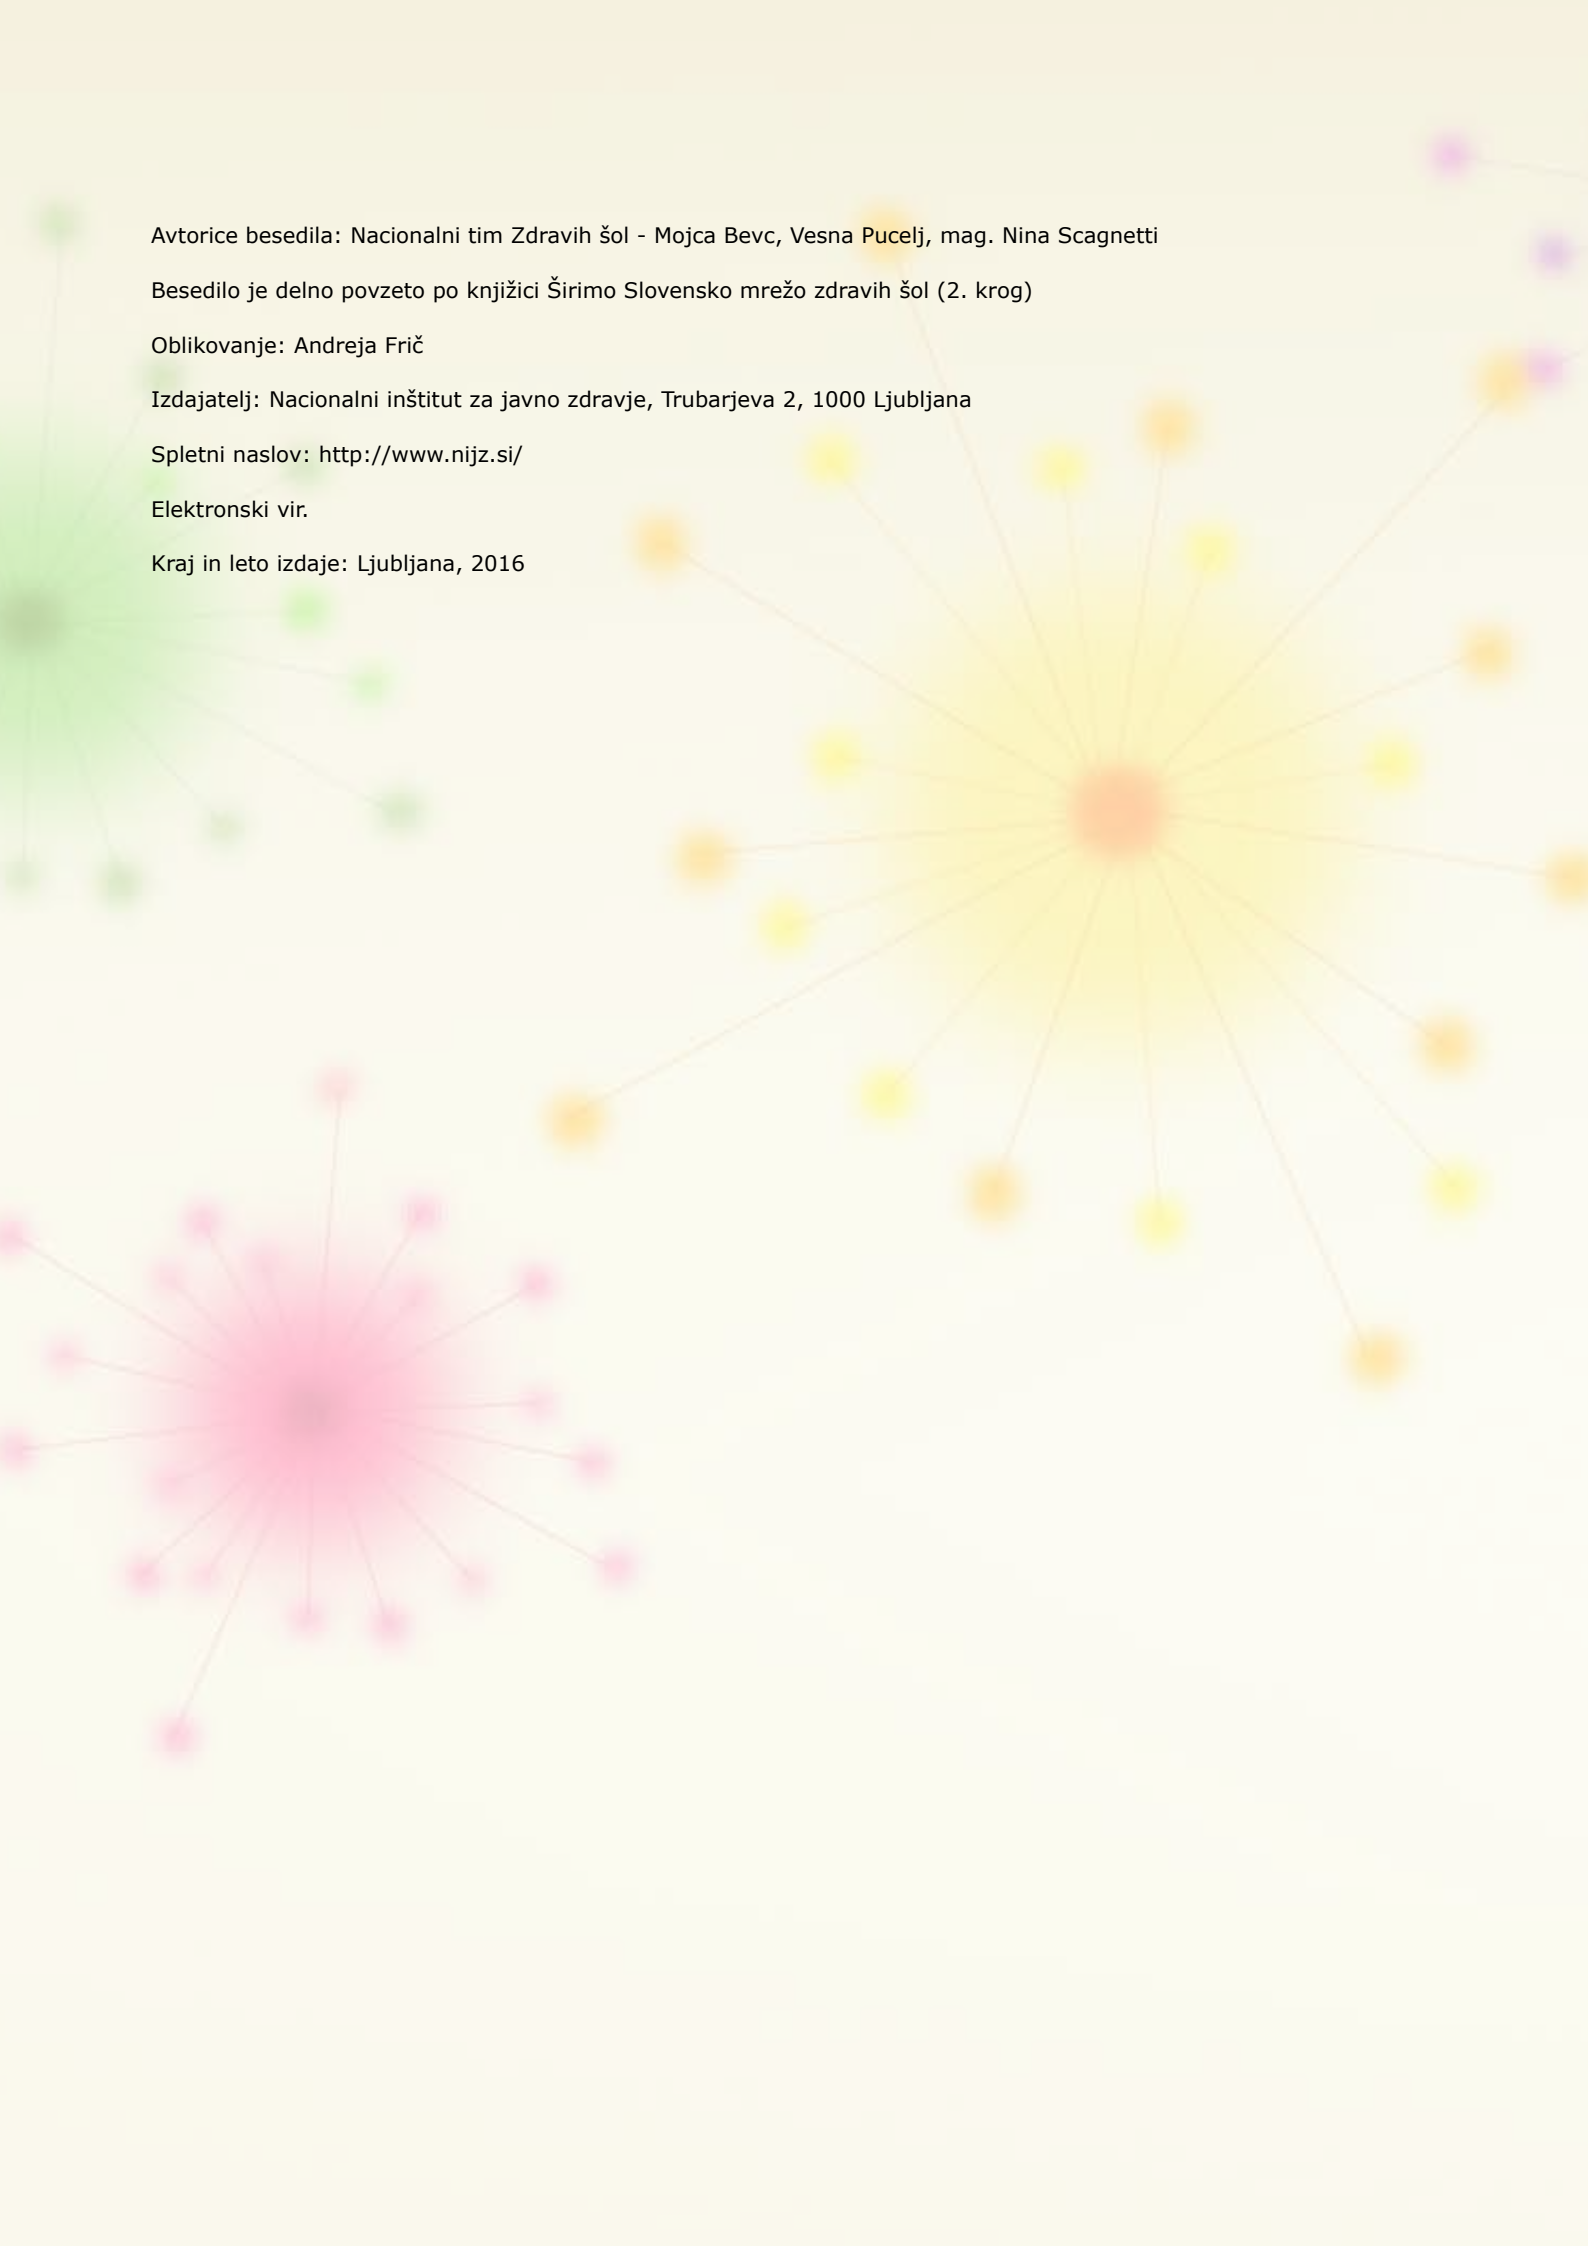 Avtorice besedila: Nacionalni tim Zdravih šol - Mojca Bevc, Vesna Pucelj, mag. Nina Scagnetti
Besedilo je delno povzeto po knjižici Širimo Slovensko mrežo zdravih šol (2. krog)
Oblikovanje: Andreja Frič
Izdajatelj: Nacionalni inštitut za javno zdravje, Trubarjeva 2, 1000 Ljubljana
Spletni naslov: http://www.nijz.si/
Elektronski vir.
Kraj in leto izdaje: Ljubljana, 2016